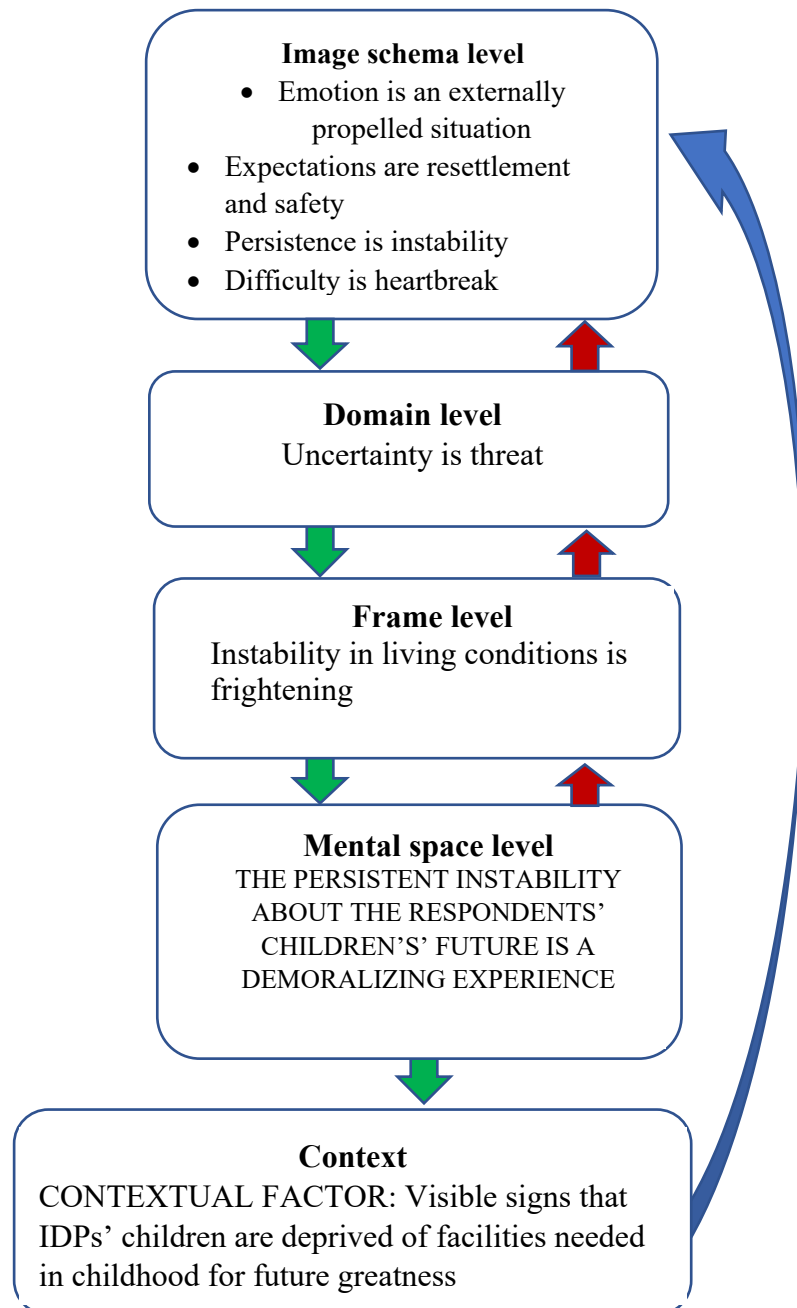 Image schema level
• Emotion is an externally
propelled situation
• Expectations are resettlement
and safety
• Persistence is instability
• Difficulty is heartbreak
Domain level
Uncertainty is threat
Frame level
Instability in living conditions is
frightening
Mental space level
THE PERSISTENT INSTABILITY
ABOUT THE RESPONDENTS’
CHILDREN’S’ FUTURE IS A
DEMORALIZING EXPERIENCE
Context
CONTEXTUAL FACTOR: Visible signs that
IDPs’ children are deprived of facilities needed
in childhood for future greatness